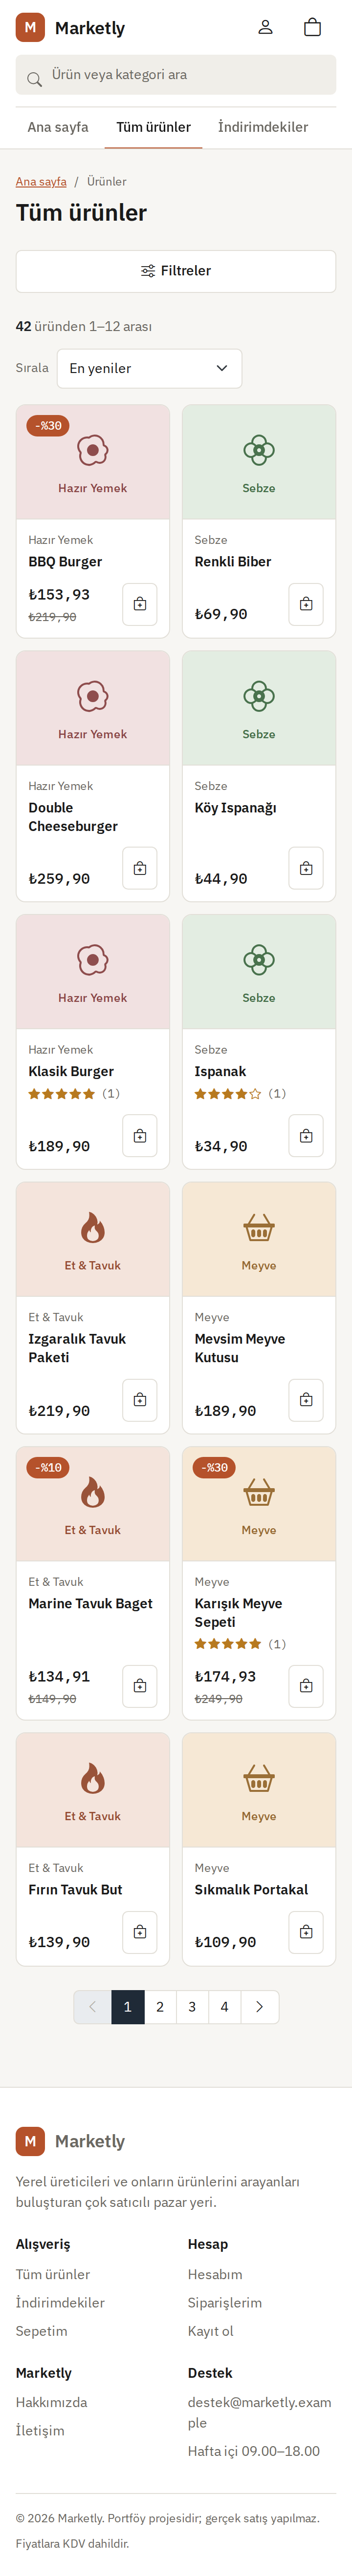 M Marketly
Ürün veya kategori ara
Ana sayfa Tüm ürünler İndirimdekiler
Ana sayfa / Ürünler
Tüm ürünler
Filtreler
42 üründen 1–12 arası
Sırala En yeniler
-%30
Hazır Yemek
Hazır Yemek
BBQ Burger
₺153,93
₺219,90
Sebze
Sebze
Renkli Biber
₺69,90
Hazır Yemek
Hazır Yemek
Double
Cheeseburger
₺259,90
Sebze
Sebze
Köy Ispanağı
₺44,90
Hazır Yemek
Hazır Yemek
Klasik Burger
(1)
₺189,90
Sebze
Sebze
Ispanak
(1)
₺34,90
Et & Tavuk
Et & Tavuk
Izgaralık Tavuk
Paketi
₺219,90
Meyve
Meyve
Mevsim Meyve
Kutusu
₺189,90
-%10
Et & Tavuk
Et & Tavuk
Marine Tavuk Baget
₺134,91
₺149,90
-%30
Meyve
Meyve
Karışık Meyve
Sepeti
(1)
₺174,93
₺249,90
Et & Tavuk
Et & Tavuk
Fırın Tavuk But
₺139,90
Meyve
Meyve
Sıkmalık Portakal
₺109,90
1 2 3 4
M Marketly
Yerel üreticileri ve onların ürünlerini arayanları
buluşturan çok satıcılı pazar yeri.
Alışveriş
Tüm ürünler
İndirimdekiler
Sepetim
Hesap
Hesabım
Siparişlerim
Kayıt ol
Marketly
Hakkımızda
İletişim
Destek
destek@marketly.exam
ple
Hafta içi 09.00–18.00
© 2026 Marketly. Portföy projesidir; gerçek satış yapılmaz.
Fiyatlara KDV dahildir.